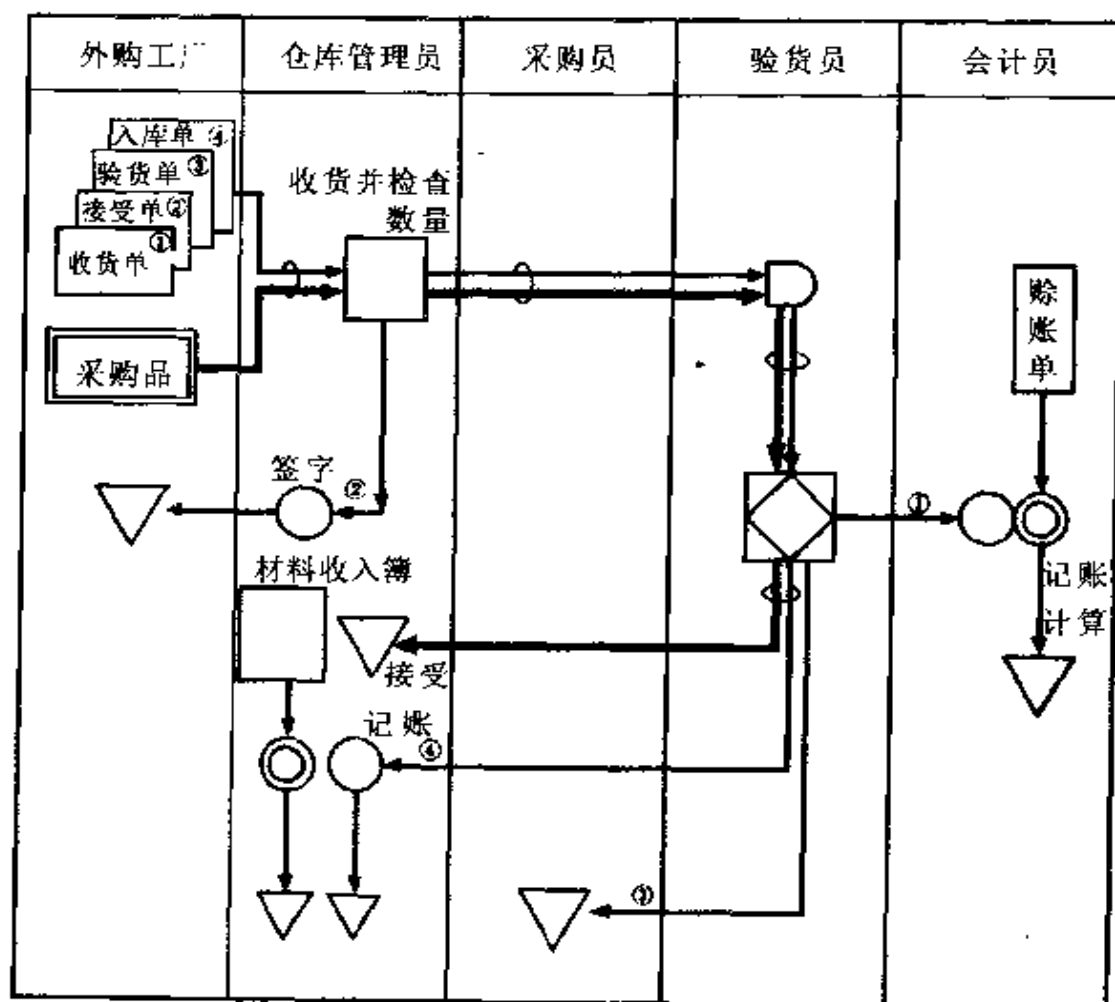 外购工厂
仓库管理员
采购员
验货员
会计员
入库单④
验货单③
接受单②
收货单①
采购品
收货并检查
数量
赊账单
签字
②
①
材料收入簿
记账
计算
接受
记账
④
③